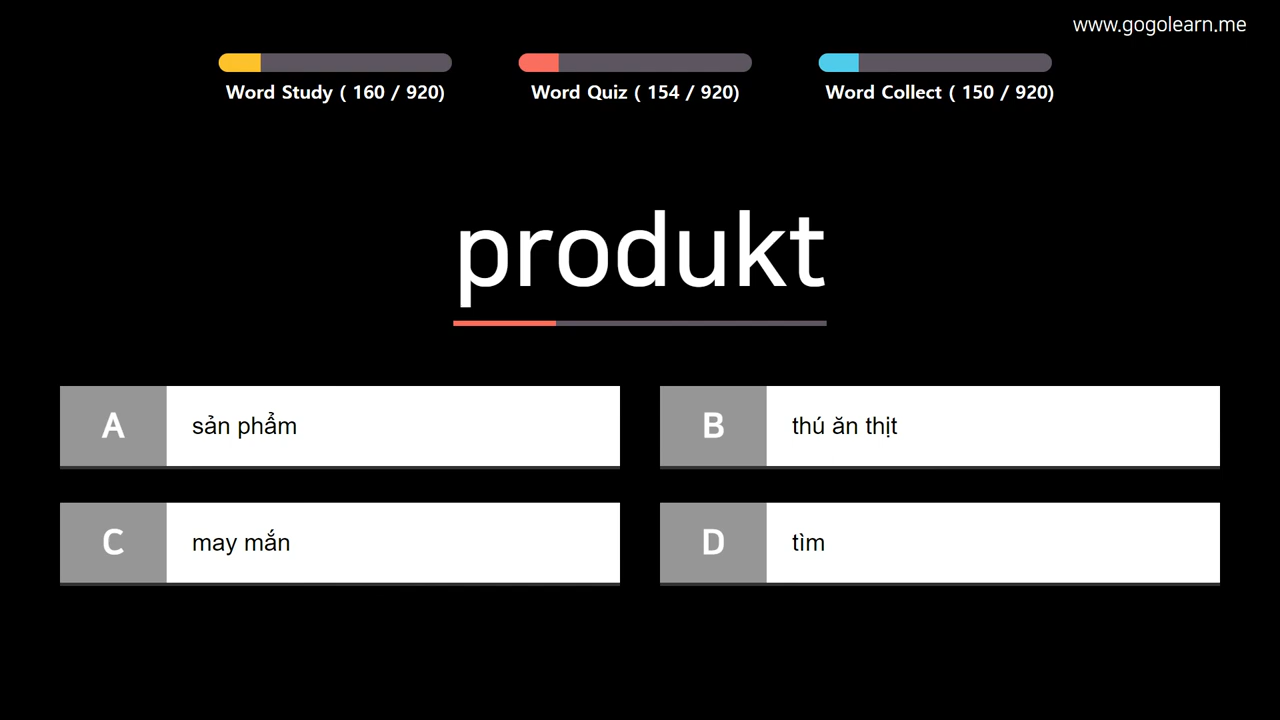 www.gogolearn.me
Word Study ( 160 / 920)
Word Quiz ( 154 / 920)
Word Collect ( 150 / 920)
produkt
A sản phẩm
B thú ăn thịt
C may mắn
D tìm